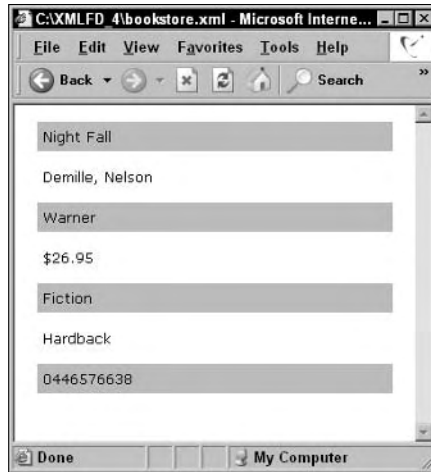 C:\XMLFD_4\bookstore.xml - Microsoft Interne...
File Edit View Favorites Tools Help
Back Search »
Night Fall
Demille, Nelson
Warner
$26.95
Fiction
Hardback
0446576638
Done My Computer